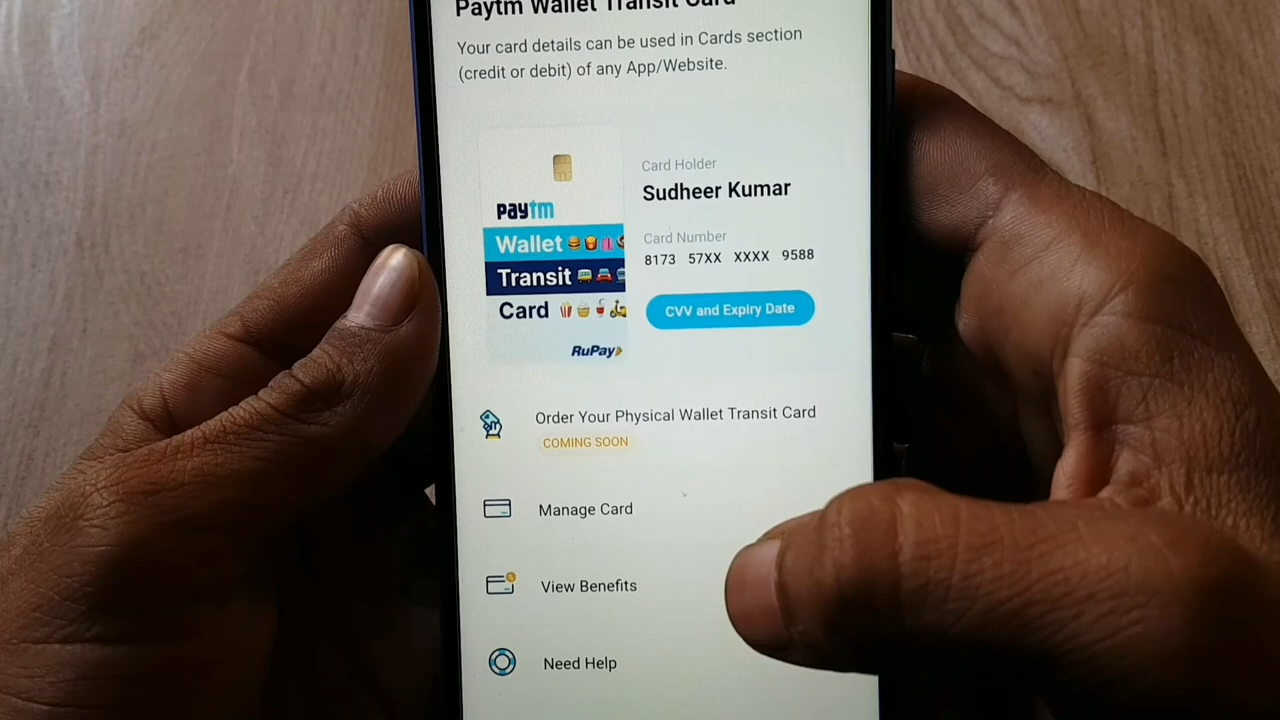 Paytm Wallet Transit Card
Your card details can be used in Cards section
(credit or debit) of any App/Website.
paytm
Wallet
Transit
Card
RuPay
Card Holder
Sudheer Kumar
Card Number
8173 57XX XXXX 9588
CVV and Expiry Date
Order Your Physical Wallet Transit Card
COMING SOON
Manage Card
View Benefits
Need Help